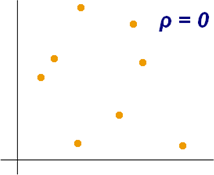 ρ = 0